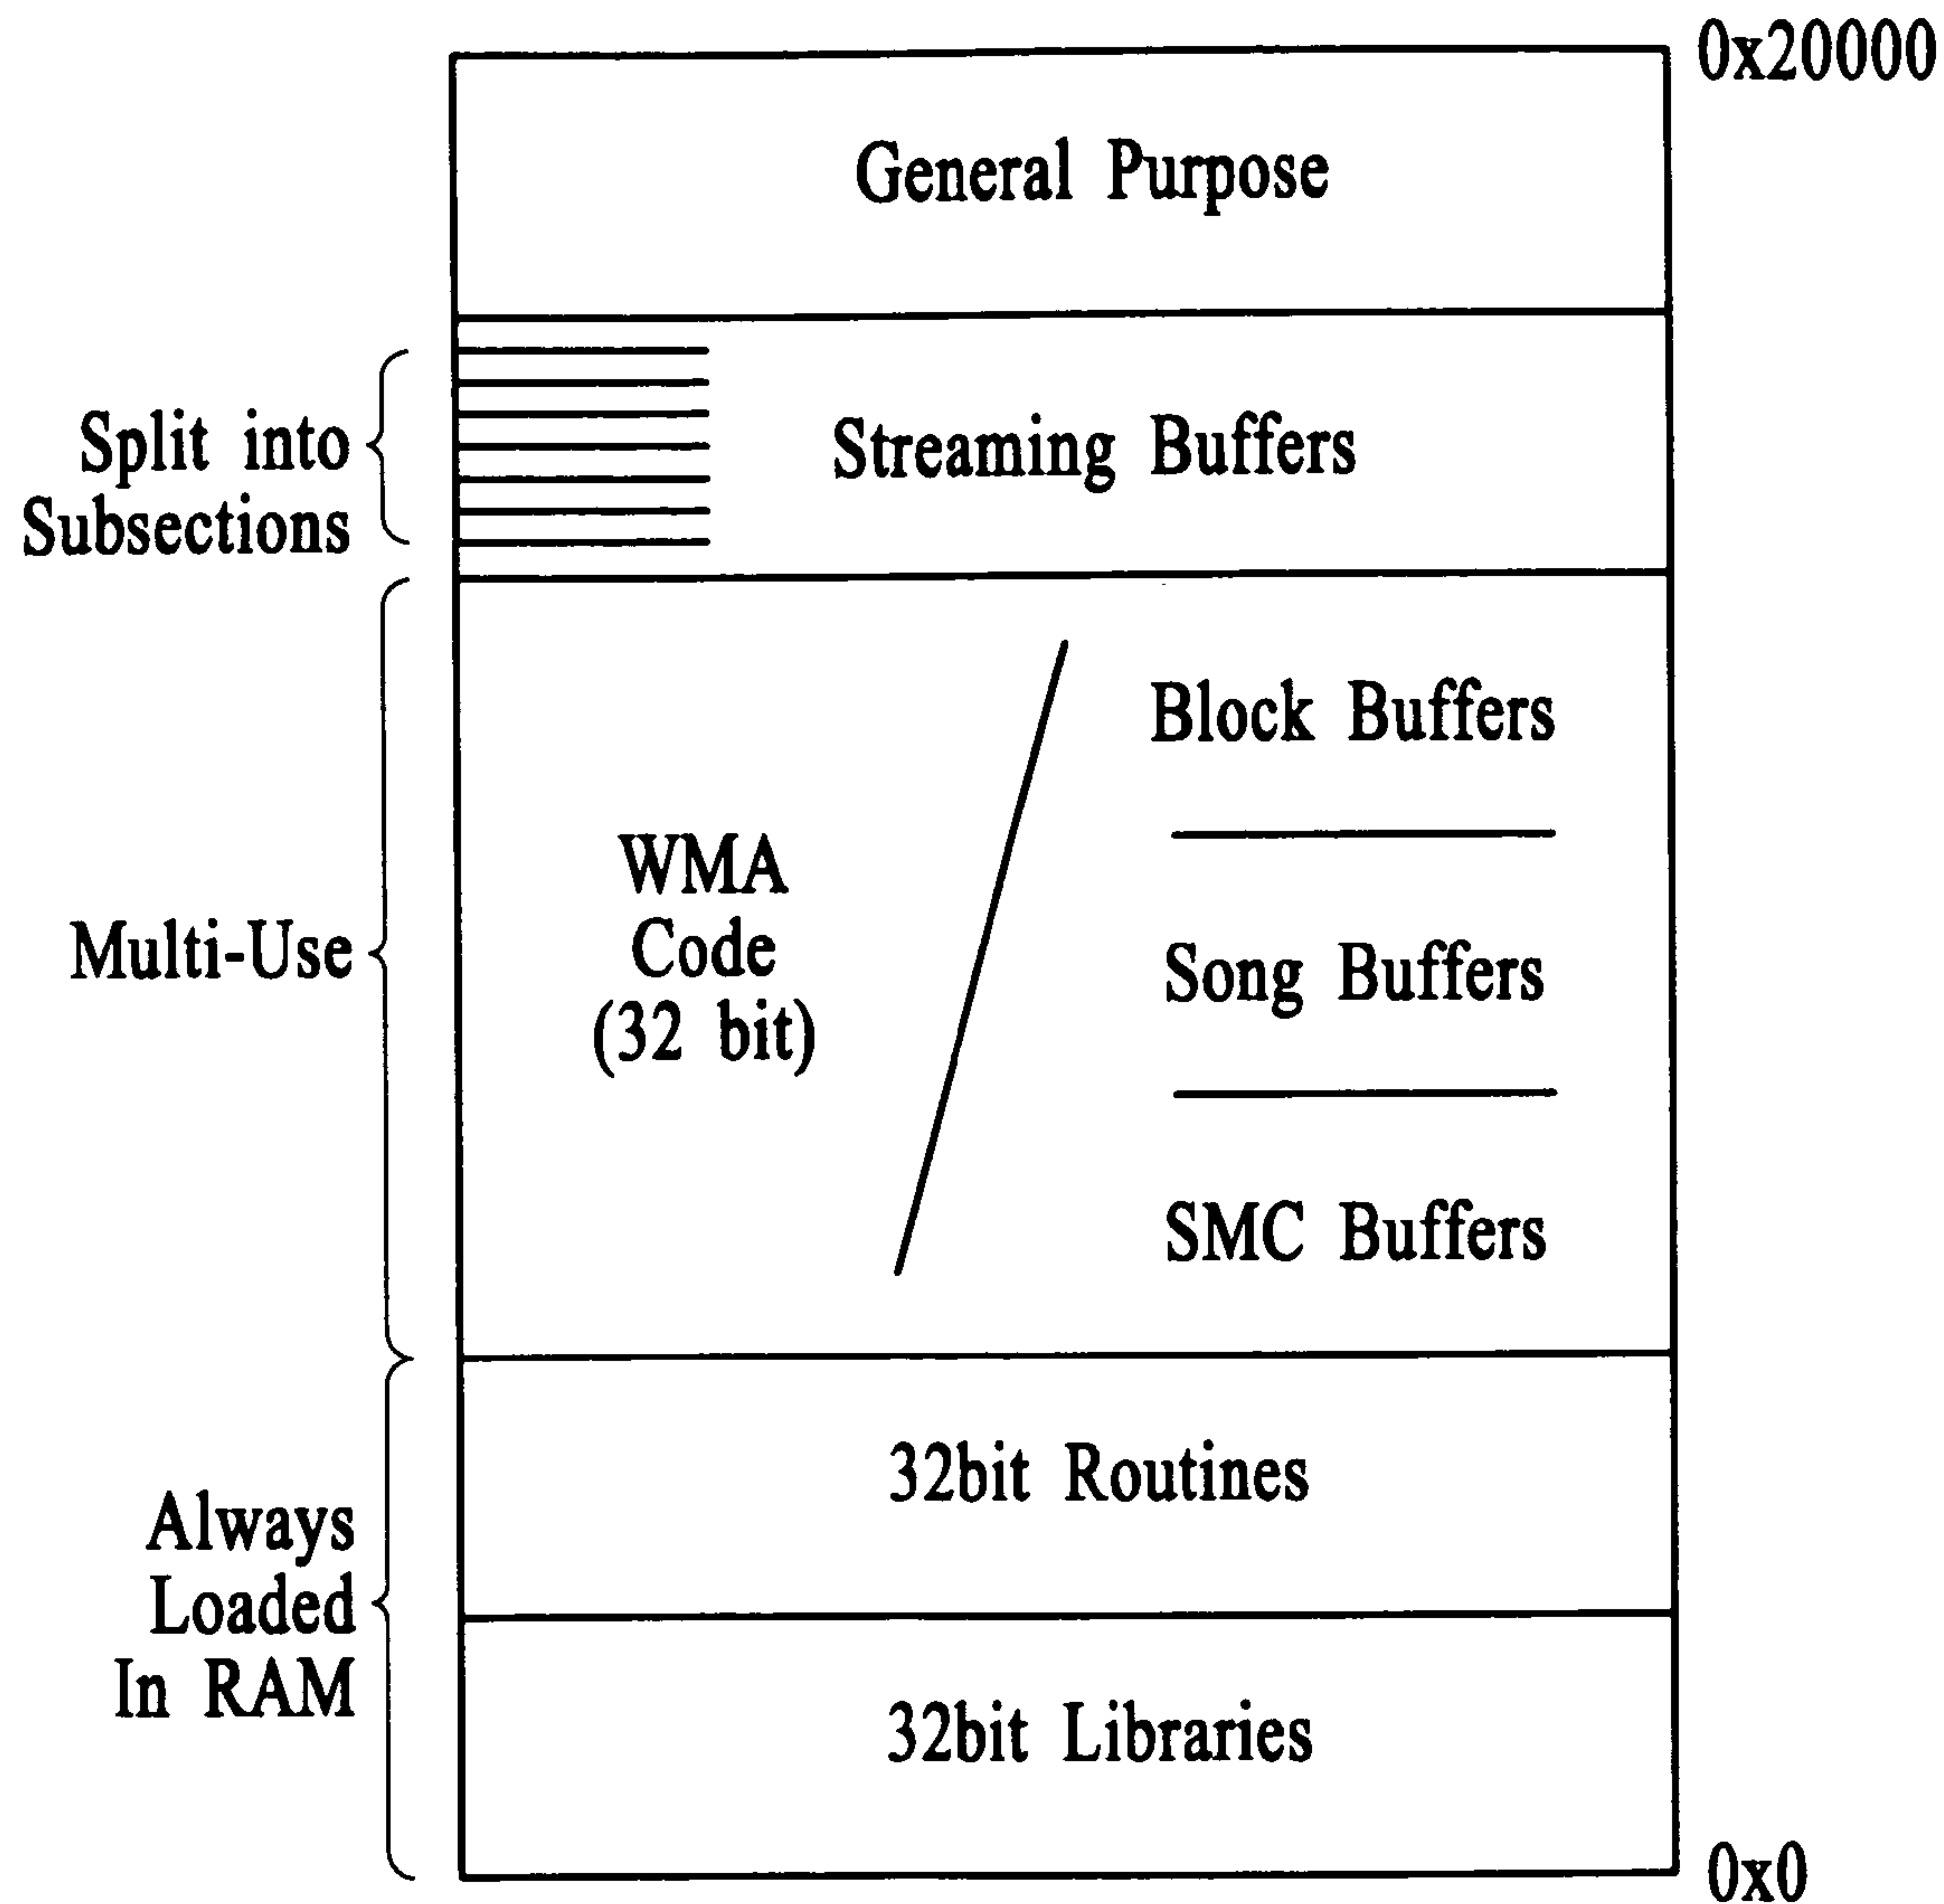 0x20000
General Purpose
Split into
Subsections
Streaming Buffers
Multi-Use
WMA
Code
(32 bit)
Block Buffers
Song Buffers
SMC Buffers
Always
Loaded
In RAM
32bit Routines
32bit Libraries
0x0